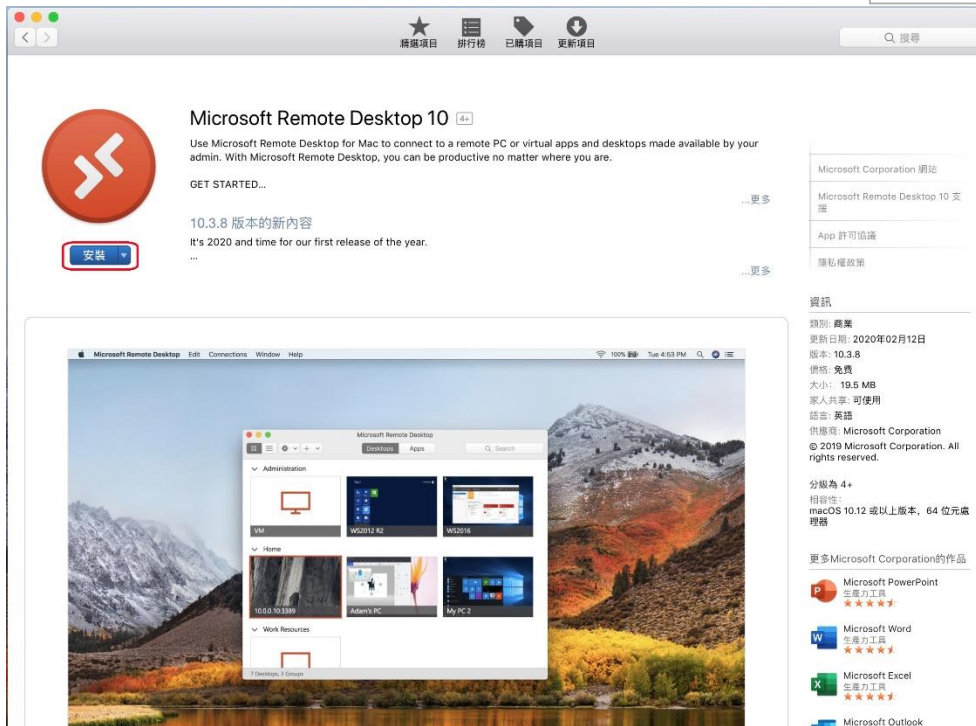 精選項目
排行榜
已購項目
更新項目
搜尋
Microsoft Remote Desktop 10 4+
Use Microsoft Remote Desktop for Mac to connect to a remote PC or virtual apps and desktops made available by your
admin. With Microsoft Remote Desktop, you can be productive no matter where you are.
GET STARTED...
...更多
10.3.8 版本的新內容
It's 2020 and time for our first release of the year.
...
...更多
安裝
Microsoft Corporation 網站
Microsoft Remote Desktop 10 支
援
App 許可協議
隱私權政策
資訊
類別: 商業
更新日期: 2020年02月12日
版本: 10.3.8
價格: 免費
大小: 19.5 MB
家人共享: 可使用
語言: 英語
供應商: Microsoft Corporation
© 2019 Microsoft Corporation. All
rights reserved.
分級為 4+
相容性:
macOS 10.12 或以上版本，64 位元處
理器
更多Microsoft Corporation的作品
Microsoft PowerPoint
生產力工具
Microsoft Word
生產力工具
Microsoft Excel
生產力工具
Microsoft Outlook
Microsoft Remote Desktop Edit Connections Window Help
100% Tue 4:53 PM
Microsoft Remote Desktop
Desktops Apps
Search
Administration
VM
WS2012 R2
WS2016
Home
10.0.0.10:3389
Adam's PC
My PC 2
Work Resources
7 Desktops, 3 Groups